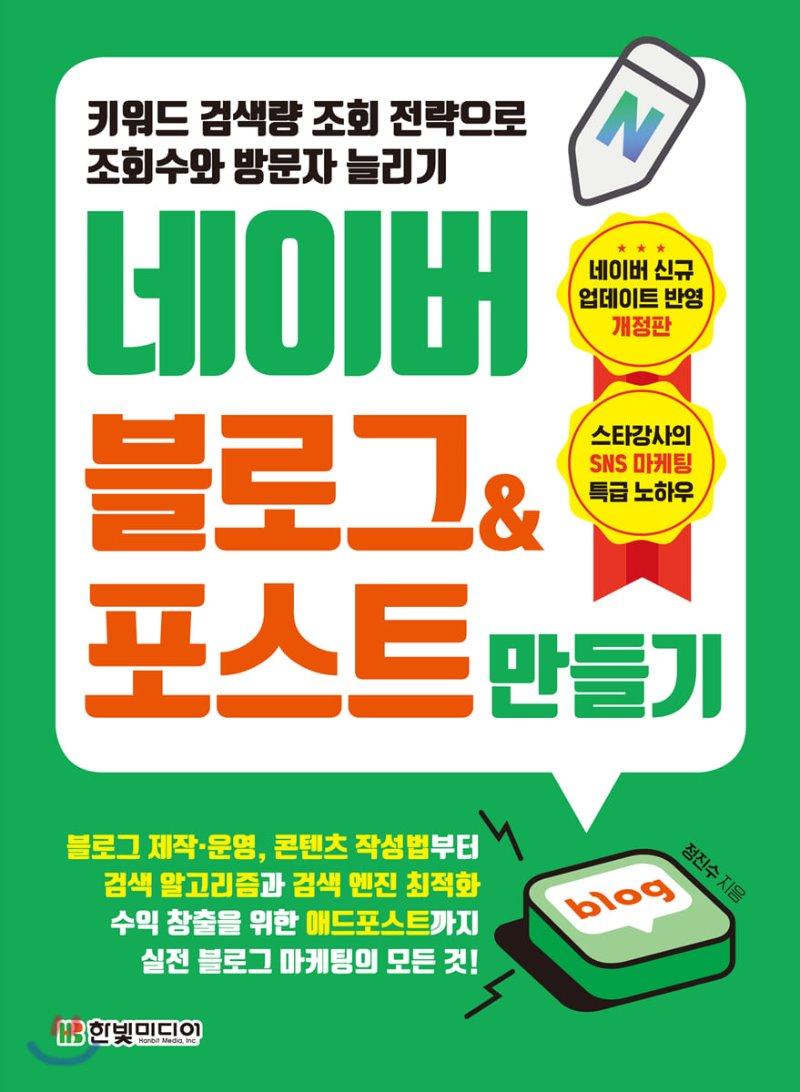 키워드 검색량 조회 전략으로
조회수와 방문자 늘리기
N
네이버
블로그&
포스트 만들기
★ ★ ★
네이버 신규
업데이트 반영
개정판
스타강사의
SNS 마케팅
특급 노하우
블로그 제작·운영, 콘텐츠 작성법부터
검색 알고리즘과 검색 엔진 최적화
수익 창출을 위한 애드포스트까지
실전 블로그 마케팅의 모든 것!
정진수 지음
blog
HB 한빛미디어
Hanbit Media, Inc.